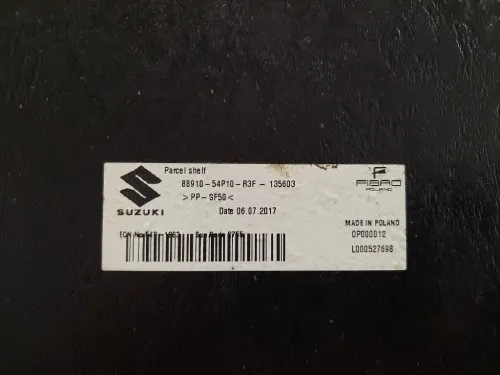 Parcel shelf
88910-54P10-R3F - 135603
>PP-GF50<
SUZUKI
Date 06.07.2017
FIBRO
POLAND
MADE IN POLAND
0P000012
L000527698